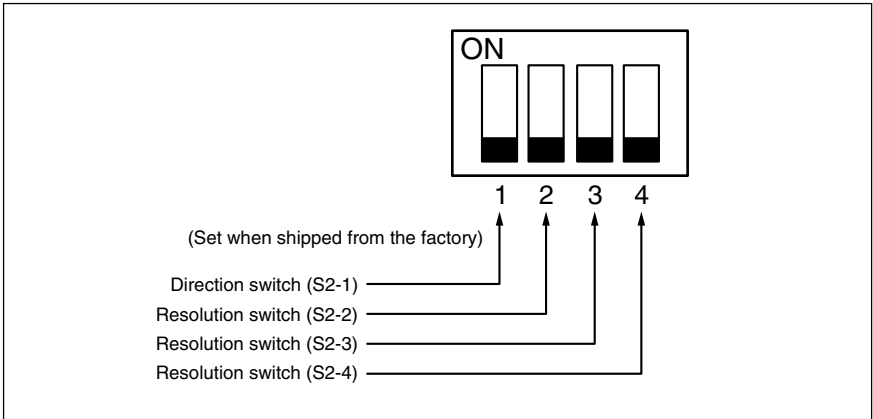 ON
1 2 3 4
(Set when shipped from the factory)
Direction switch (S2-1)
Resolution switch (S2-2)
Resolution switch (S2-3)
Resolution switch (S2-4)